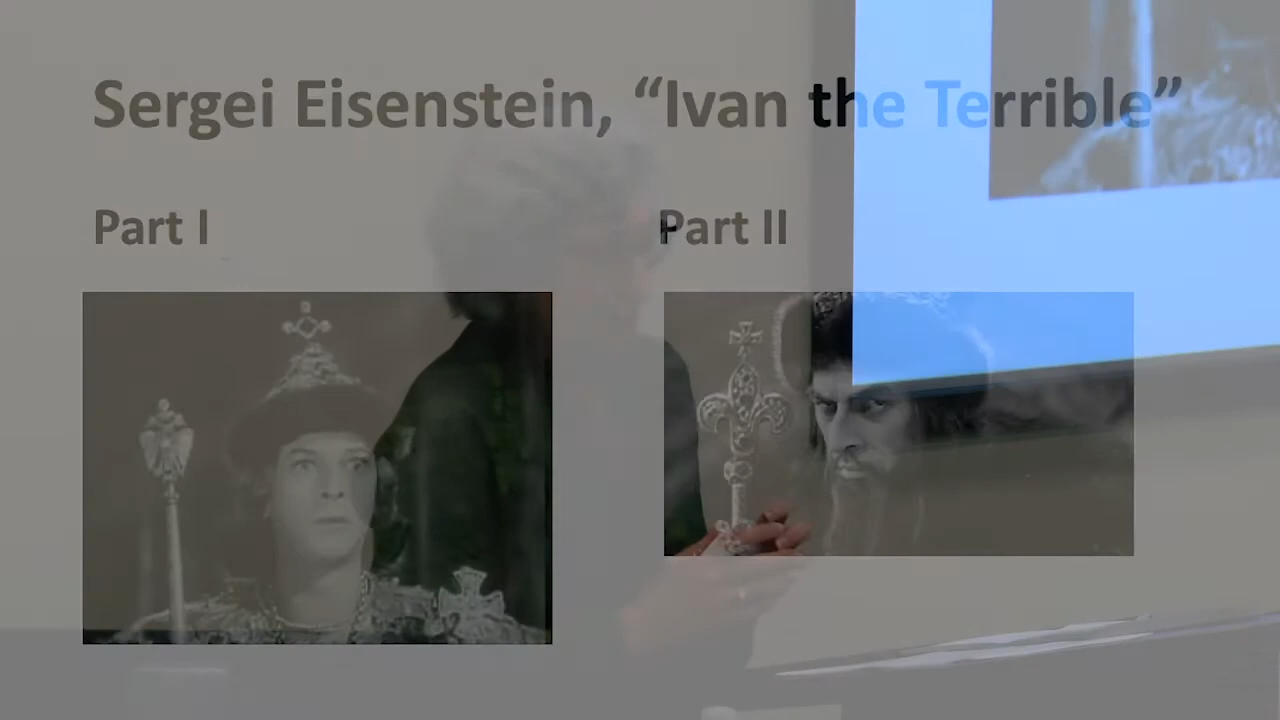 Sergei Eisenstein, “Ivan the Terrible”
Part I
Part II